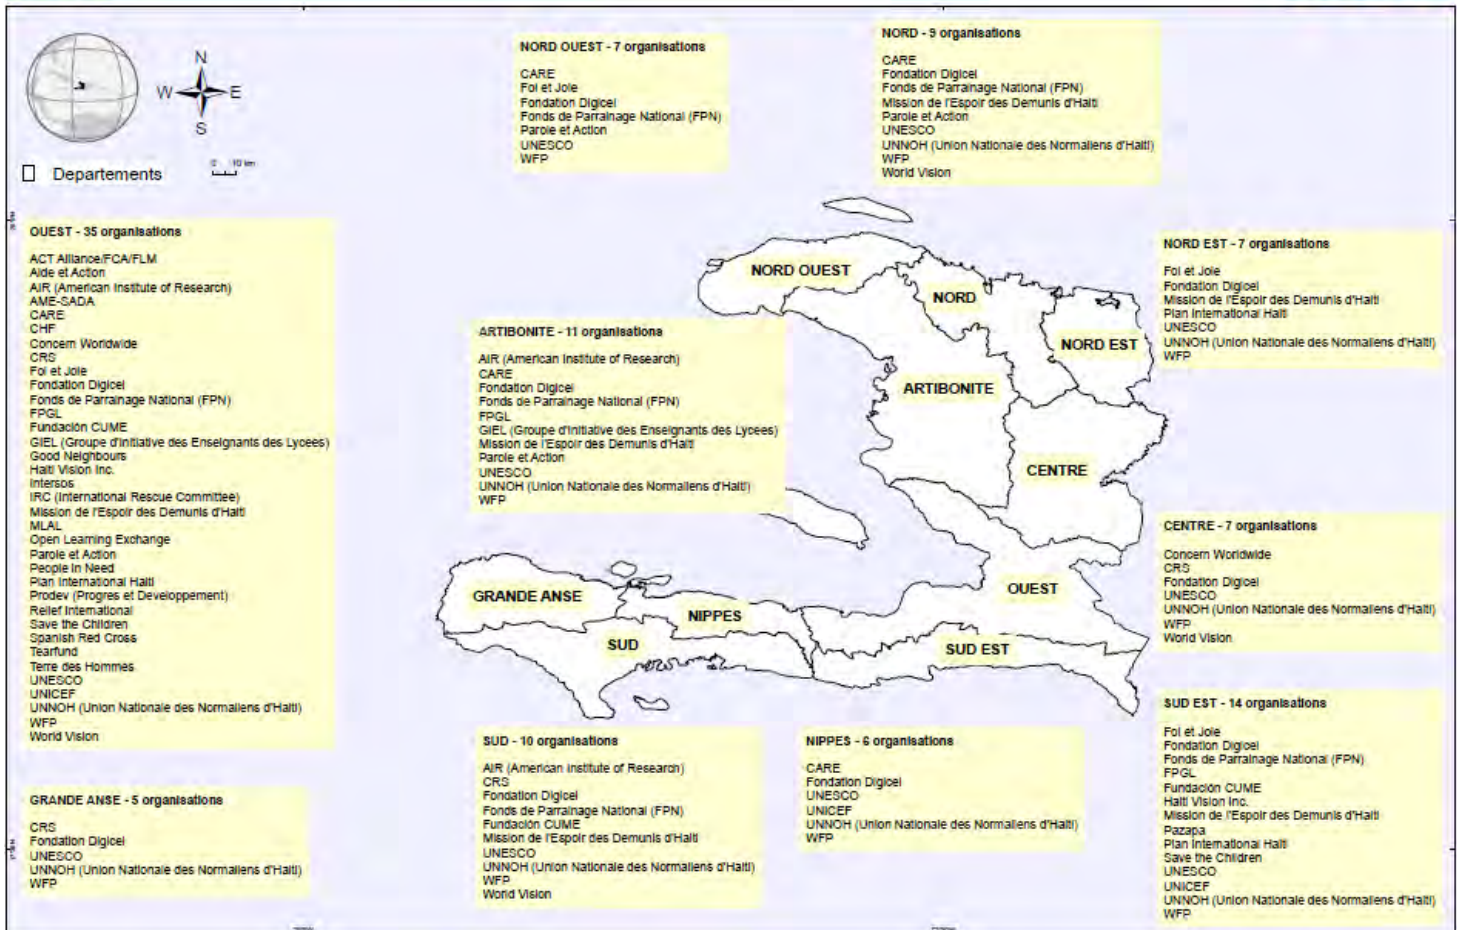 N
W E
S
Departements
0 10 km
NORD OUEST - 7 organisations
CARE
Foi et Joie
Fondation Digicel
Fonds de Parrainage National (FPN)
Parole et Action
UNESCO
WFP
NORD - 9 organisations
CARE
Fondation Digicel
Fonds de Parrainage National (FPN)
Mission de l'Espoir des Demunis d'Haiti
Parole et Action
UNESCO
UNNOH (Union Nationale des Normaliens d'Haiti)
WFP
World Vision
OUEST - 35 organisations
ACT Alliance/FCA/FLM
Aide et Action
AIR (American Institute of Research)
AME-SADA
CARE
CHF
Concern Worldwide
CRS
Foi et Joie
Fondation Digicel
Fonds de Parrainage National (FPN)
FPGL
Fundación CUME
GIEL (Groupe d'Initiative des Enseignants des Lycees)
Good Neighbours
Haiti Vision Inc.
Intersos
IRC (International Rescue Committee)
Mission de l'Espoir des Demunis d'Haiti
MLAL
Open Learning Exchange
Parole et Action
People In Need
Plan International Haiti
Prodev (Progres et Developpement)
Relief International
Save the Children
Spanish Red Cross
Tearfund
Terre des Hommes
UNESCO
UNICEF
UNNOH (Union Nationale des Normaliens d'Haiti)
WFP
World Vision
ARTIBONITE - 11 organisations
AIR (American Institute of Research)
CARE
Fondation Digicel
Fonds de Parrainage National (FPN)
FPGL
GIEL (Groupe d'Initiative des Enseignants des Lycees)
Mission de l'Espoir des Demunis d'Haiti
Parole et Action
UNESCO
UNNOH (Union Nationale des Normaliens d'Haiti)
WFP
NORD OUEST
NORD
NORD EST
ARTIBONITE
CENTRE
OUEST
GRANDE ANSE
NIPPES
SUD
SUD EST
NORD EST - 7 organisations
Foi et Joie
Fondation Digicel
Mission de l'Espoir des Demunis d'Haiti
Plan International Haiti
UNESCO
UNNOH (Union Nationale des Normaliens d'Haiti)
WFP
CENTRE - 7 organisations
Concern Worldwide
CRS
Fondation Digicel
UNESCO
UNNOH (Union Nationale des Normaliens d'Haiti)
WFP
World Vision
SUD EST - 14 organisations
Foi et Joie
Fondation Digicel
Fonds de Parrainage National (FPN)
FPGL
Fundación CUME
Haiti Vision Inc.
Mission de l'Espoir des Demunis d'Haiti
Pazapa
Plan International Haiti
Save the Children
UNESCO
UNICEF
UNNOH (Union Nationale des Normaliens d'Haiti)
WFP
GRANDE ANSE - 5 organisations
CRS
Fondation Digicel
UNESCO
UNNOH (Union Nationale des Normaliens d'Haiti)
WFP
SUD - 10 organisations
AIR (American Institute of Research)
CRS
Fondation Digicel
Fonds de Parrainage National (FPN)
Fundación CUME
Mission de l'Espoir des Demunis d'Haiti
UNESCO
UNNOH (Union Nationale des Normaliens d'Haiti)
WFP
World Vision
NIPPES - 6 organisations
CARE
Fondation Digicel
UNESCO
UNICEF
UNNOH (Union Nationale des Normaliens d'Haiti)
WFP